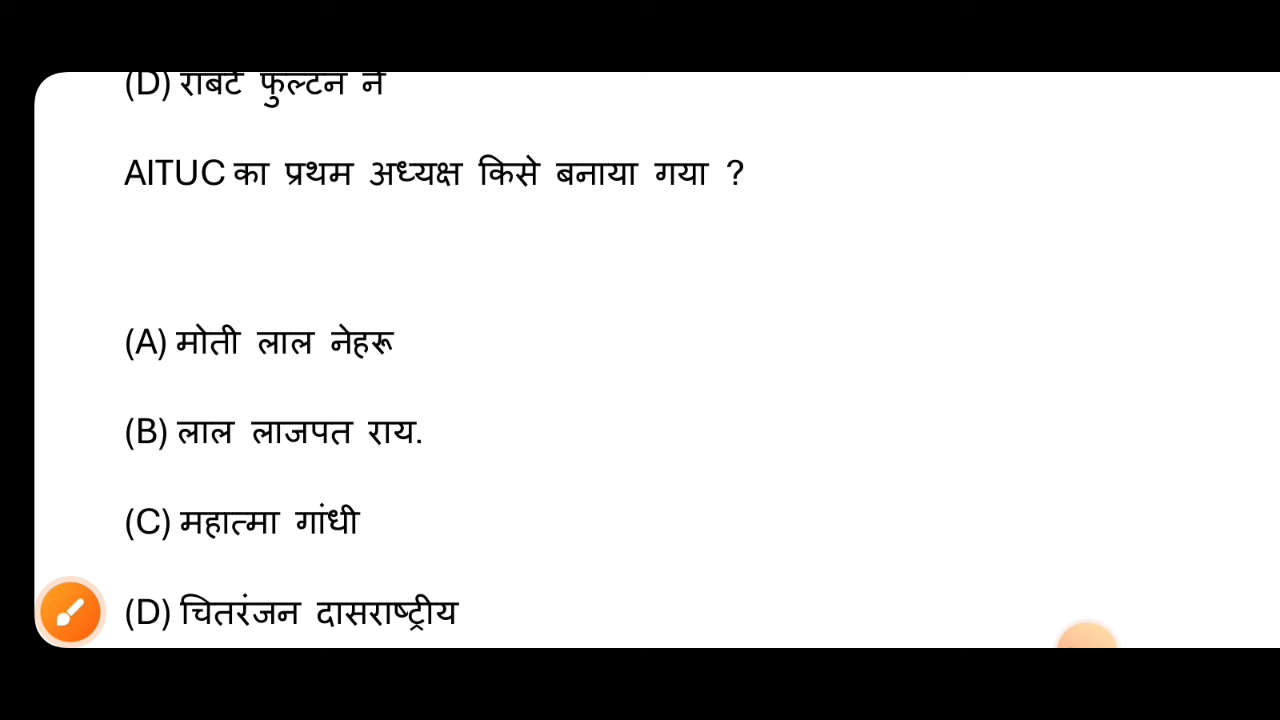 (D) राबर्ट फुल्टन ने
AITUC का प्रथम अध्यक्ष किसे बनाया गया ?
(A) मोती लाल नेहरू
(B) लाल लाजपत राय.
(C) महात्मा गांधी
(D) चितरंजन दासराष्ट्रीय